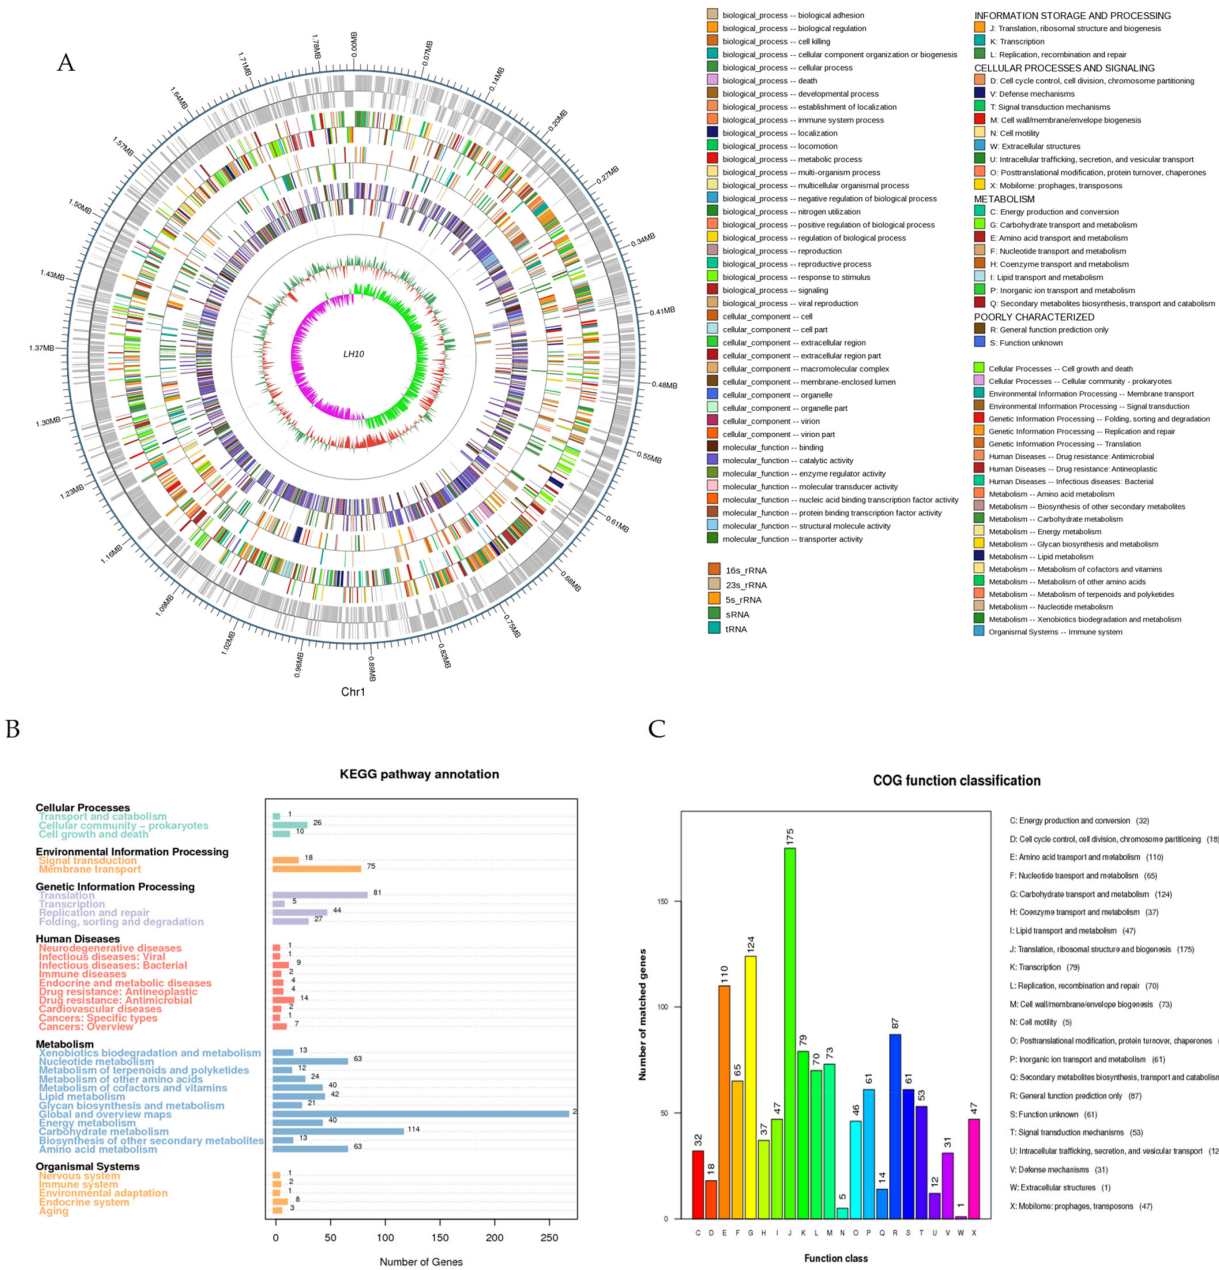 A
0.00MB
0.07MB
0.14MB
0.20MB
0.27MB
0.34MB
0.41MB
0.48MB
0.55MB
0.61MB
0.68MB
0.75MB
0.82MB
0.89MB
0.96MB
1.02MB
1.09MB
1.16MB
1.23MB
1.30MB
1.37MB
1.43MB
1.50MB
1.57MB
1.64MB
1.71MB
1.78MB
LH10
Chr1
biological_process -- biological adhesion
biological_process -- biological regulation
biological_process -- cell killing
biological_process -- cellular component organization or biogenesis
biological_process -- cellular process
biological_process -- death
biological_process -- developmental process
biological_process -- establishment of localization
biological_process -- immune system process
biological_process -- localization
biological_process -- locomotion
biological_process -- metabolic process
biological_process -- multi-organism process
biological_process -- multicellular organismal process
biological_process -- negative regulation of biological process
biological_process -- nitrogen utilization
biological_process -- positive regulation of biological process
biological_process -- regulation of biological process
biological_process -- reproduction
biological_process -- reproductive process
biological_process -- response to stimulus
biological_process -- signaling
biological_process -- viral reproduction
cellular_component -- cell
cellular_component -- cell part
cellular_component -- extracellular region
cellular_component -- extracellular region part
cellular_component -- macromolecular complex
cellular_component -- membrane-enclosed lumen
cellular_component -- organelle
cellular_component -- organelle part
cellular_component -- virion
cellular_component -- virion part
molecular_function -- binding
molecular_function -- catalytic activity
molecular_function -- enzyme regulator activity
molecular_function -- molecular transducer activity
molecular_function -- nucleic acid binding transcription factor activity
molecular_function -- protein binding transcription factor activity
molecular_function -- structural molecule activity
molecular_function -- transporter activity
16s_rRNA
23s_rRNA
5s_rRNA
sRNA
tRNA
INFORMATION STORAGE AND PROCESSING
J: Translation, ribosomal structure and biogenesis
K: Transcription
L: Replication, recombination and repair
CELLULAR PROCESSES AND SIGNALING
D: Cell cycle control, cell division, chromosome partitioning
V: Defense mechanisms
T: Signal transduction mechanisms
M: Cell wall/membrane/envelope biogenesis
N: Cell motility
W: Extracellular structures
U: Intracellular trafficking, secretion, and vesicular transport
O: Posttranslational modification, protein turnover, chaperones
X: Mobilome: prophages, transposons
METABOLISM
C: Energy production and conversion
G: Carbohydrate transport and metabolism
E: Amino acid transport and metabolism
F: Nucleotide transport and metabolism
H: Coenzyme transport and metabolism
I: Lipid transport and metabolism
P: Inorganic ion transport and metabolism
Q: Secondary metabolites biosynthesis, transport and catabolism
POORLY CHARACTERIZED
R: General function prediction only
S: Function unknown
Cellular Processes -- Cell growth and death
Cellular Processes -- Cellular community - prokaryotes
Environmental Information Processing -- Membrane transport
Environmental Information Processing -- Signal transduction
Genetic Information Processing -- Folding, sorting and degradation
Genetic Information Processing -- Replication and repair
Genetic Information Processing -- Translation
Human Diseases -- Drug resistance: Antimicrobial
Human Diseases -- Drug resistance: Antineoplastic
Human Diseases -- Infectious diseases: Bacterial
Metabolism -- Amino acid metabolism
Metabolism -- Biosynthesis of other secondary metabolites
Metabolism -- Carbohydrate metabolism
Metabolism -- Energy metabolism
Metabolism -- Glycan biosynthesis and metabolism
Metabolism -- Lipid metabolism
Metabolism -- Metabolism of cofactors and vitamins
Metabolism -- Metabolism of other amino acids
Metabolism -- Metabolism of terpenoids and polyketides
Metabolism -- Nucleotide metabolism
Metabolism -- Xenobiotics biodegradation and metabolism
Organismal Systems -- Immune system
B
KEGG pathway annotation
Cellular Processes
Transport and catabolism 1
Cellular community – prokaryotes 26
Cell growth and death 10
Environmental Information Processing
Signal transduction 18
Membrane transport 75
Genetic Information Processing
Translation 81
Transcription 5
Replication and repair 44
Folding, sorting and degradation 27
Human Diseases
Neurodegenerative diseases 1
Infectious diseases: Viral 1
Infectious diseases: Bacterial 9
Immune diseases 2
Endocrine and metabolic diseases 4
Drug resistance: Antineoplastic 4
Drug resistance: Antimicrobial 14
Cardiovascular diseases 2
Cancers: Specific types 1
Cancers: Overview 7
Metabolism
Xenobiotics biodegradation and metabolism 13
Nucleotide metabolism 63
Metabolism of terpenoids and polyketides 12
Metabolism of other amino acids 24
Metabolism of cofactors and vitamins 40
Lipid metabolism 42
Glycan biosynthesis and metabolism 21
Global and overview maps 2
Energy metabolism 40
Carbohydrate metabolism 114
Biosynthesis of other secondary metabolites 13
Amino acid metabolism 63
Organismal Systems
Nervous system 1
Immune system 2
Environmental adaptation 1
Endocrine system 8
Aging 3
0 50 100 150 200 250
Number of Genes
C
COG function classification
Number of matched genes
150
100
50
0
32 18 110 65 124 37 47 175 79 70 73 5 46 61 14 87 61 53 12 31 1 47
C D E F G H I J K L M N O P Q R S T U V W X
Function class
C: Energy production and conversion (32)
D: Cell cycle control, cell division, chromosome partitioning (18
E: Amino acid transport and metabolism (110)
F: Nucleotide transport and metabolism (65)
G: Carbohydrate transport and metabolism (124)
H: Coenzyme transport and metabolism (37)
I: Lipid transport and metabolism (47)
J: Translation, ribosomal structure and biogenesis (175)
K: Transcription (79)
L: Replication, recombination and repair (70)
M: Cell wall/membrane/envelope biogenesis (73)
N: Cell motility (5)
O: Posttranslational modification, protein turnover, chaperones (
P: Inorganic ion transport and metabolism (61)
Q: Secondary metabolites biosynthesis, transport and catabolism
R: General function prediction only (87)
S: Function unknown (61)
T: Signal transduction mechanisms (53)
U: Intracellular trafficking, secretion, and vesicular transport (12
V: Defense mechanisms (31)
W: Extracellular structures (1)
X: Mobilome: prophages, transposons (47)